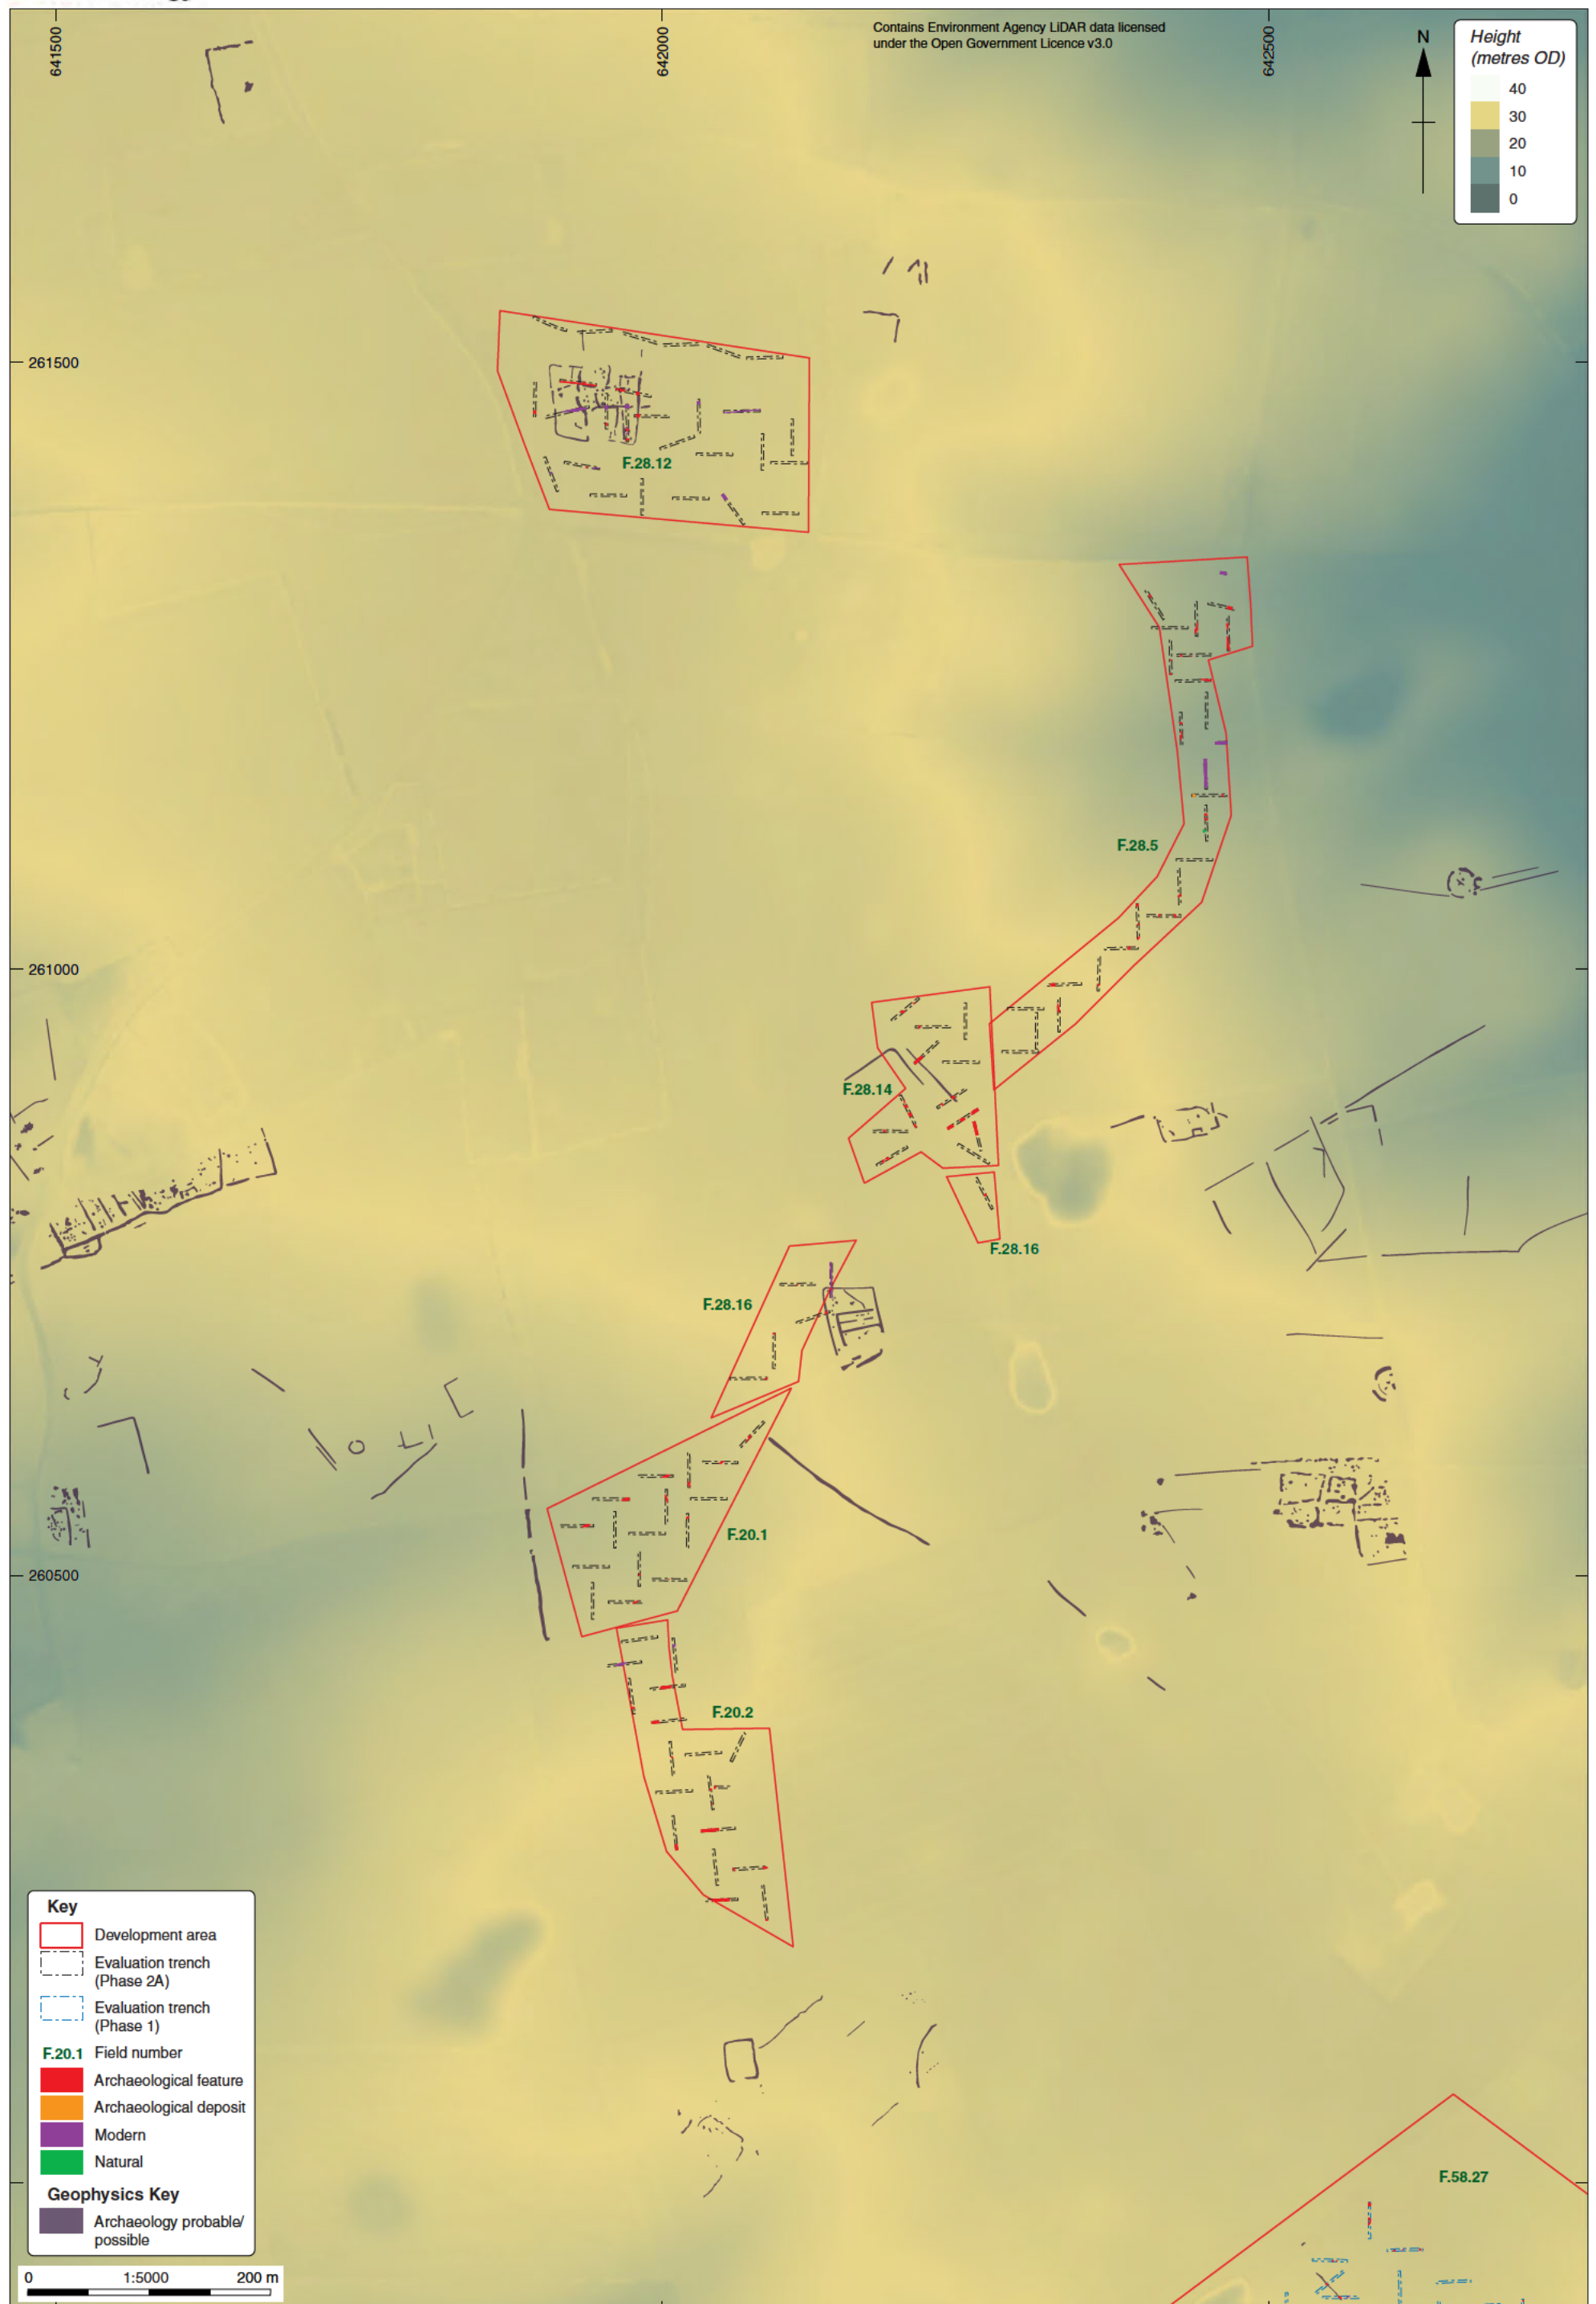 641500
642000
642500
Contains Environment Agency LiDAR data licensed
under the Open Government Licence v3.0
N
Height
(metres OD)
40
30
20
10
0
261500
F.28.12
F.28.5
261000
F.28.14
F.28.16
F.28.16
F.20.1
260500
F.20.2
F.58.27
Key
Development area
Evaluation trench
(Phase 2A)
Evaluation trench
(Phase 1)
F.20.1 Field number
Archaeological feature
Archaeological deposit
Modern
Natural
Geophysics Key
Archaeology probable/
possible
0 1:5000 200 m